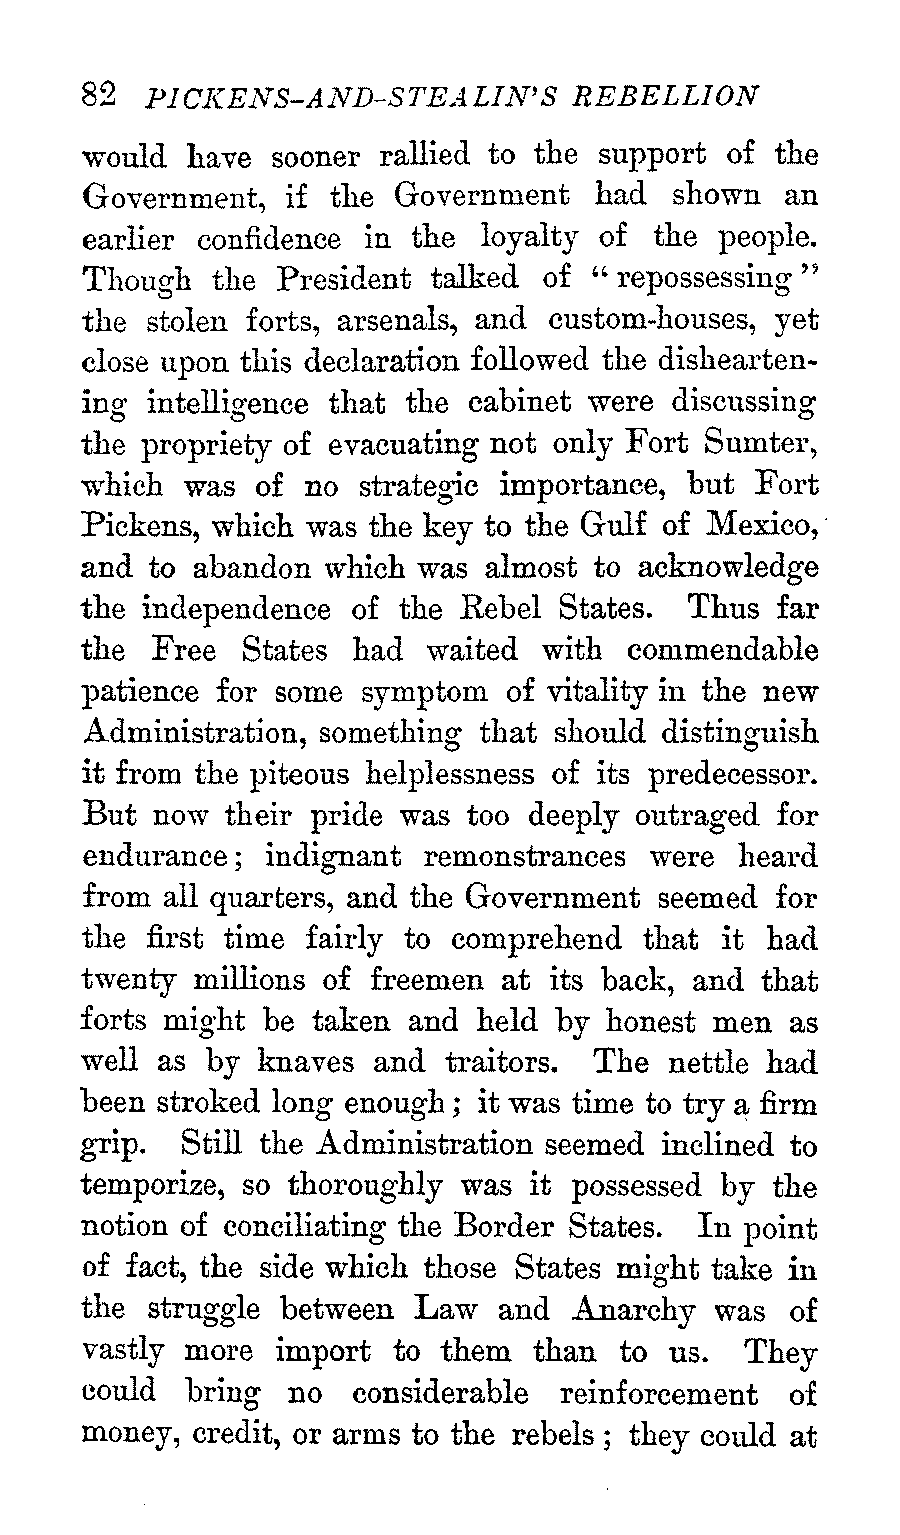 82 PICKENS-AND-STEALIN'S REBELLION
would have sooner rallied to the support of the
Government, if the Government had shown an
earlier confidence in the loyalty of the people.
Though the President talked of “repossessing”
the stolen forts, arsenals, and custom-houses, yet
close upon this declaration followed the dishearten-
ing intelligence that the cabinet were discussing
the propriety of evacuating not only Fort Sumter,
which was of no strategic importance, but Fort
Pickens, which was the key to the Gulf of Mexico,
and to abandon which was almost to acknowledge
the independence of the Rebel States. Thus far
the Free States had waited with commendable
patience for some symptom of vitality in the new
Administration, something that should distinguish
it from the piteous helplessness of its predecessor.
But now their pride was too deeply outraged for
endurance; indignant remonstrances were heard
from all quarters, and the Government seemed for
the first time fairly to comprehend that it had
twenty millions of freemen at its back, and that
forts might be taken and held by honest men as
well as by knaves and traitors. The nettle had
been stroked long enough; it was time to try a firm
grip. Still the Administration seemed inclined to
temporize, so thoroughly was it possessed by the
notion of conciliating the Border States. In point
of fact, the side which those States might take in
the struggle between Law and Anarchy was of
vastly more import to them than to us. They
could bring no considerable reinforcement of
money, credit, or arms to the rebels; they could at